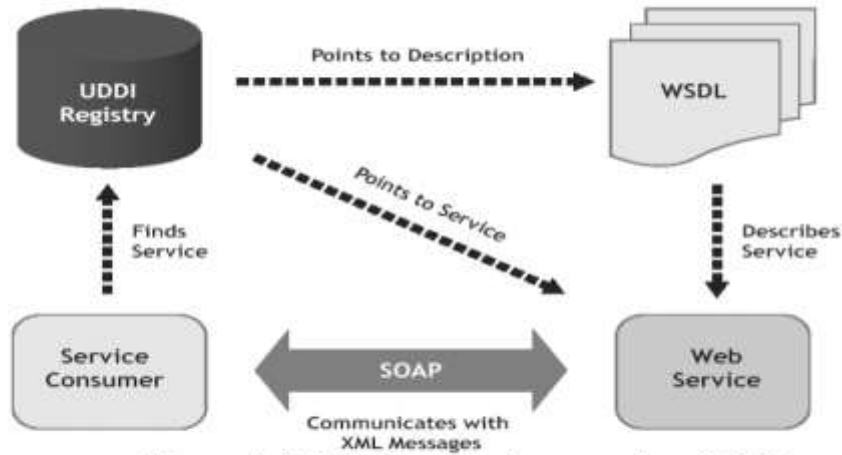 Points to Description
UDDI
Registry
WSDL
Points to Service
Finds
Service
Describes
Service
Service
Consumer
SOAP
Web
Service
Communicates with
XML Messages